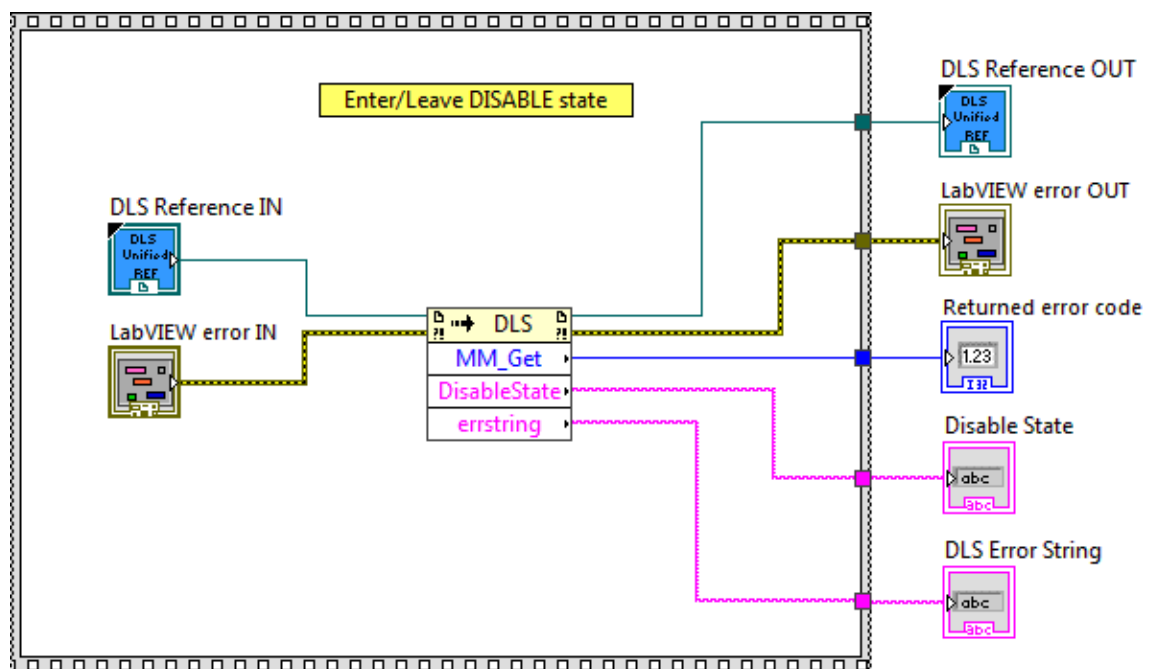 DLS Reference OUT
DLS
Unified
REF
Enter/Leave DISABLE state
LabVIEW error OUT
DLS Reference IN
DLS
Unified
REF
Returned error code
1.23
I32
LabVIEW error IN
?! DLS ?!
MM_Get
DisableState
errstring
Disable State
abc
abc
DLS Error String
abc
abc